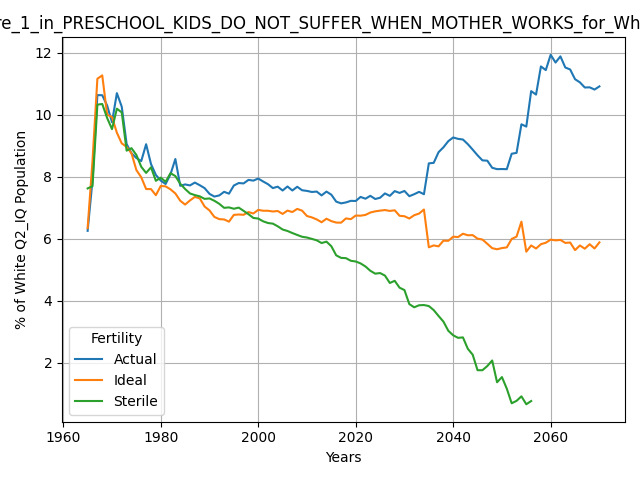 re_1_in_PRESCHOOL_KIDS_DO_NOT_SUFFER_WHEN_MOTHER_WORKS_for_Wh
% of White Q2_IQ Population
12
10
8
6
4
2
Fertility
Actual
Ideal
Sterile
1960 1980 2000 2020 2040 2060
Years